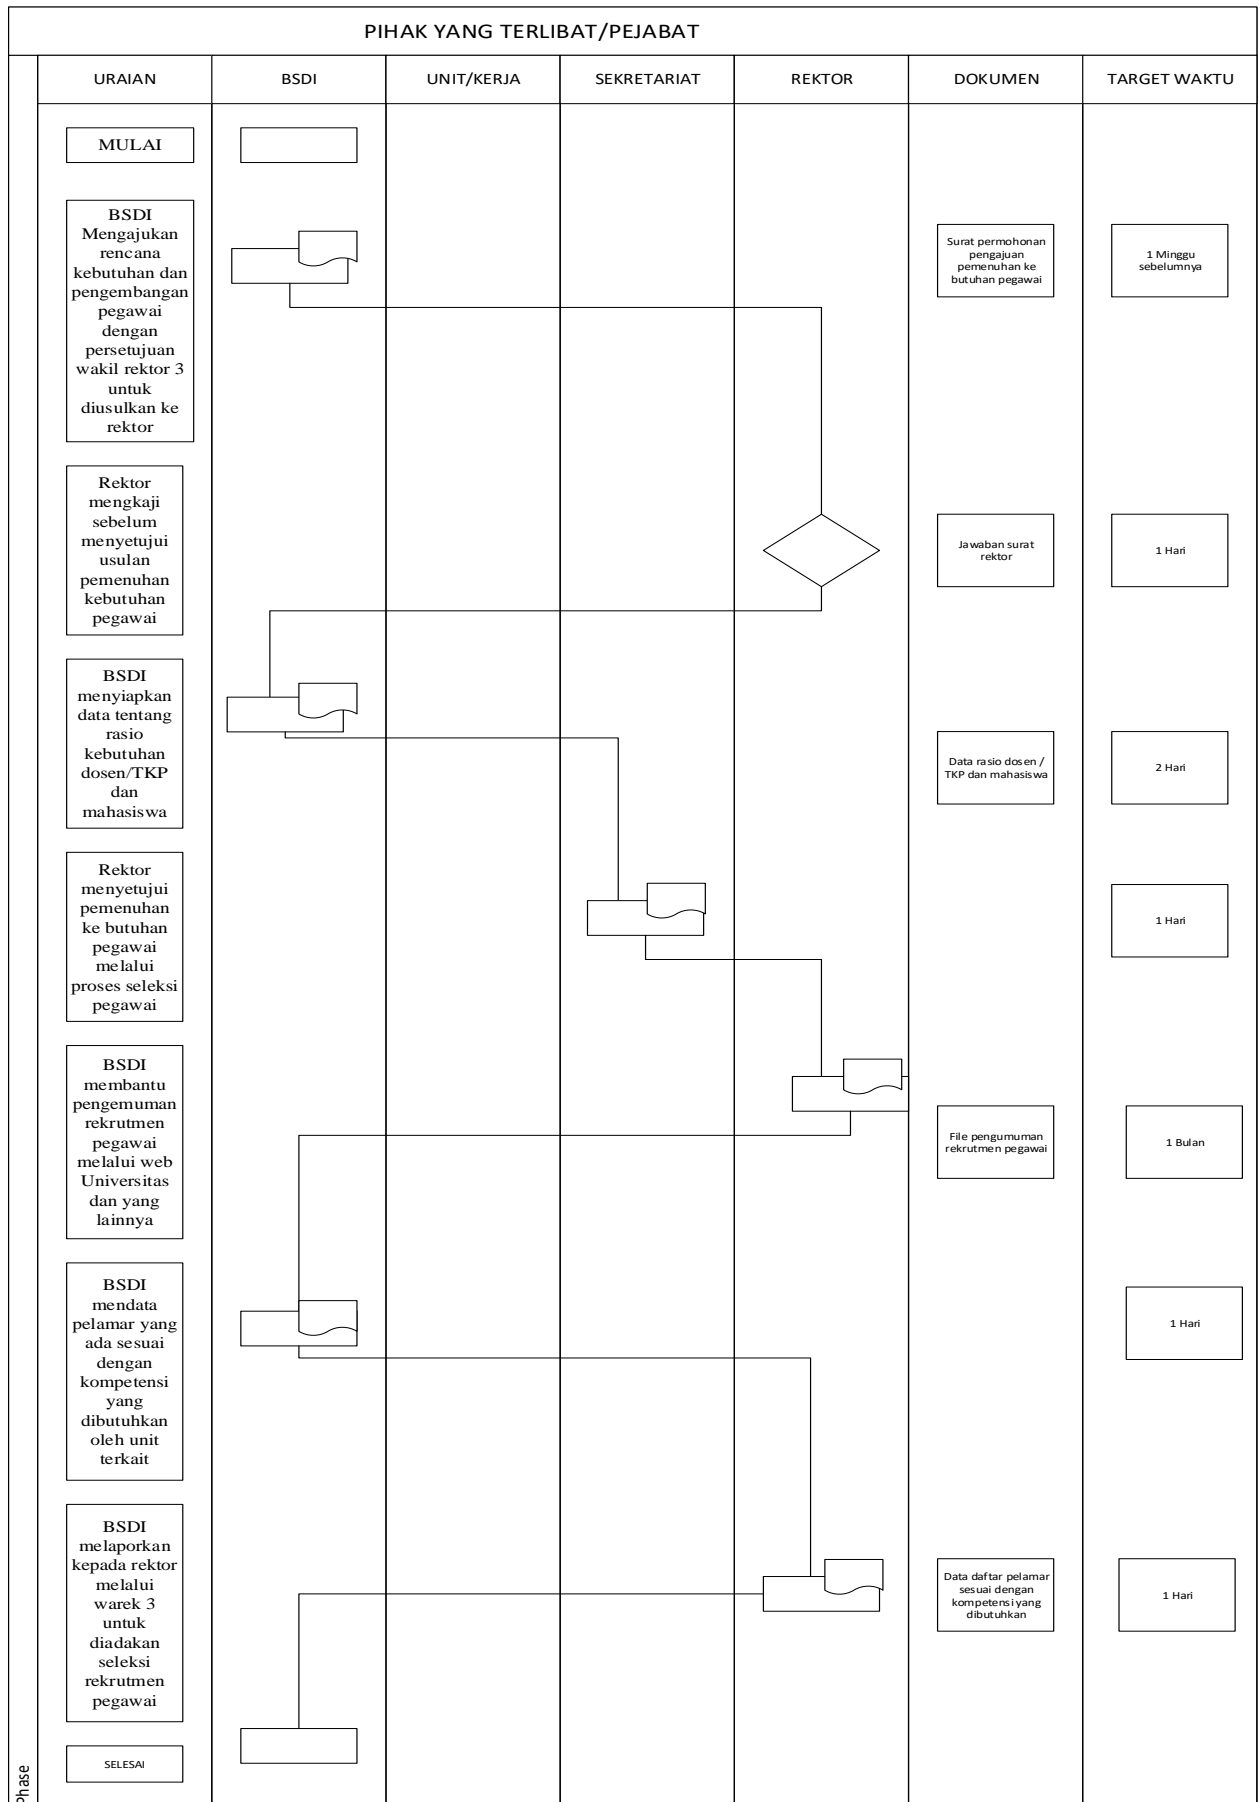 PIHAK YANG TERLIBAT/PEJABAT
URAIAN
BSDI
UNIT/KERJA
SEKRETARIAT
REKTOR
DOKUMEN
TARGET WAKTU
MULAI
BSDI
Mengajukan
rencana
kebutuhan dan
pengembangan
pegawai
dengan
persetujuan
wakil rektor 3
untuk
diusulkan ke
rektor
Surat permohonan
pengajuan
pemenuhan ke
butuhan pegawai
1 Minggu
sebelumnya
Rektor
mengkaji
sebelum
menyetujui
usulan
pemenuhan
kebutuhan
pegawai
Jawaban surat
rektor
1 Hari
BSDI
menyiapkan
data tentang
rasio
kebutuhan
dosen/TKP
dan
mahasiswa
Data rasio dosen /
TKP dan mahasiswa
2 Hari
Rektor
menyetujui
pemenuhan
ke butuhan
pegawai
melalui
proses seleksi
pegawai
1 Hari
BSDI
membantu
pengemuman
rekrutmen
pegawai
melalui web
Universitas
dan yang
lainnya
File pengumuman
rekrutmen pegawai
1 Bulan
BSDI
mendata
pelamar yang
ada sesuai
dengan
kompetensi
yang
dibutuhkan
oleh unit
terkait
1 Hari
BSDI
melaporkan
kepada rektor
melalui
warek 3
untuk
diadakan
seleksi
rekrutmen
pegawai
Data daftar pelamar
sesuai dengan
kompetensi yang
dibutuhkan
1 Hari
SELESAI
Phase